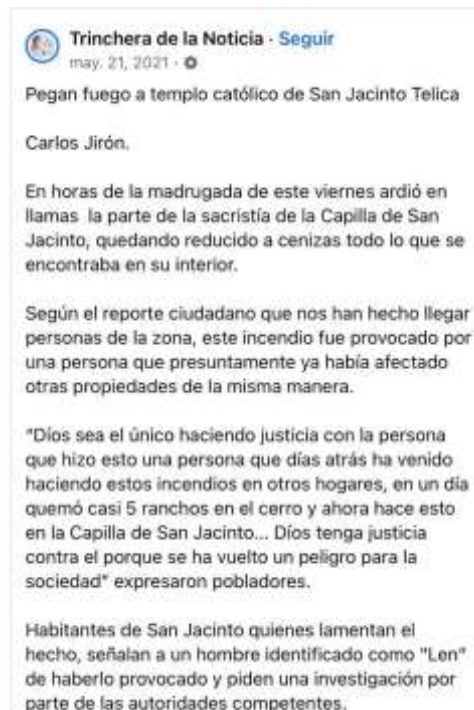 Trinchera de la Noticia · Seguir
may. 21, 2021 ·
Pegan fuego a templo católico de San Jacinto Telica
Carlos Jirón.
En horas de la madrugada de este viernes ardió en
llamas la parte de la sacristía de la Capilla de San
Jacinto, quedando reducido a cenizas todo lo que se
encontraba en su interior.
Según el reporte ciudadano que nos han hecho llegar
personas de la zona, este incendio fue provocado por
una persona que presuntamente ya había afectado
otras propiedades de la misma manera.
"Díos sea el único haciendo justicia con la persona
que hizo esto una persona que días atrás ha venido
haciendo estos incendios en otros hogares, en un día
quemó casi 5 ranchos en el cerro y ahora hace esto
en la Capilla de San Jacinto... Díos tenga justicia
contra el porque se ha vuelto un peligro para la
sociedad" expresaron pobladores.
Habitantes de San Jacinto quienes lamentan el
hecho, señalan a un hombre identificado como "Len"
de haberlo provocado y piden una investigación por
parte de las autoridades competentes.